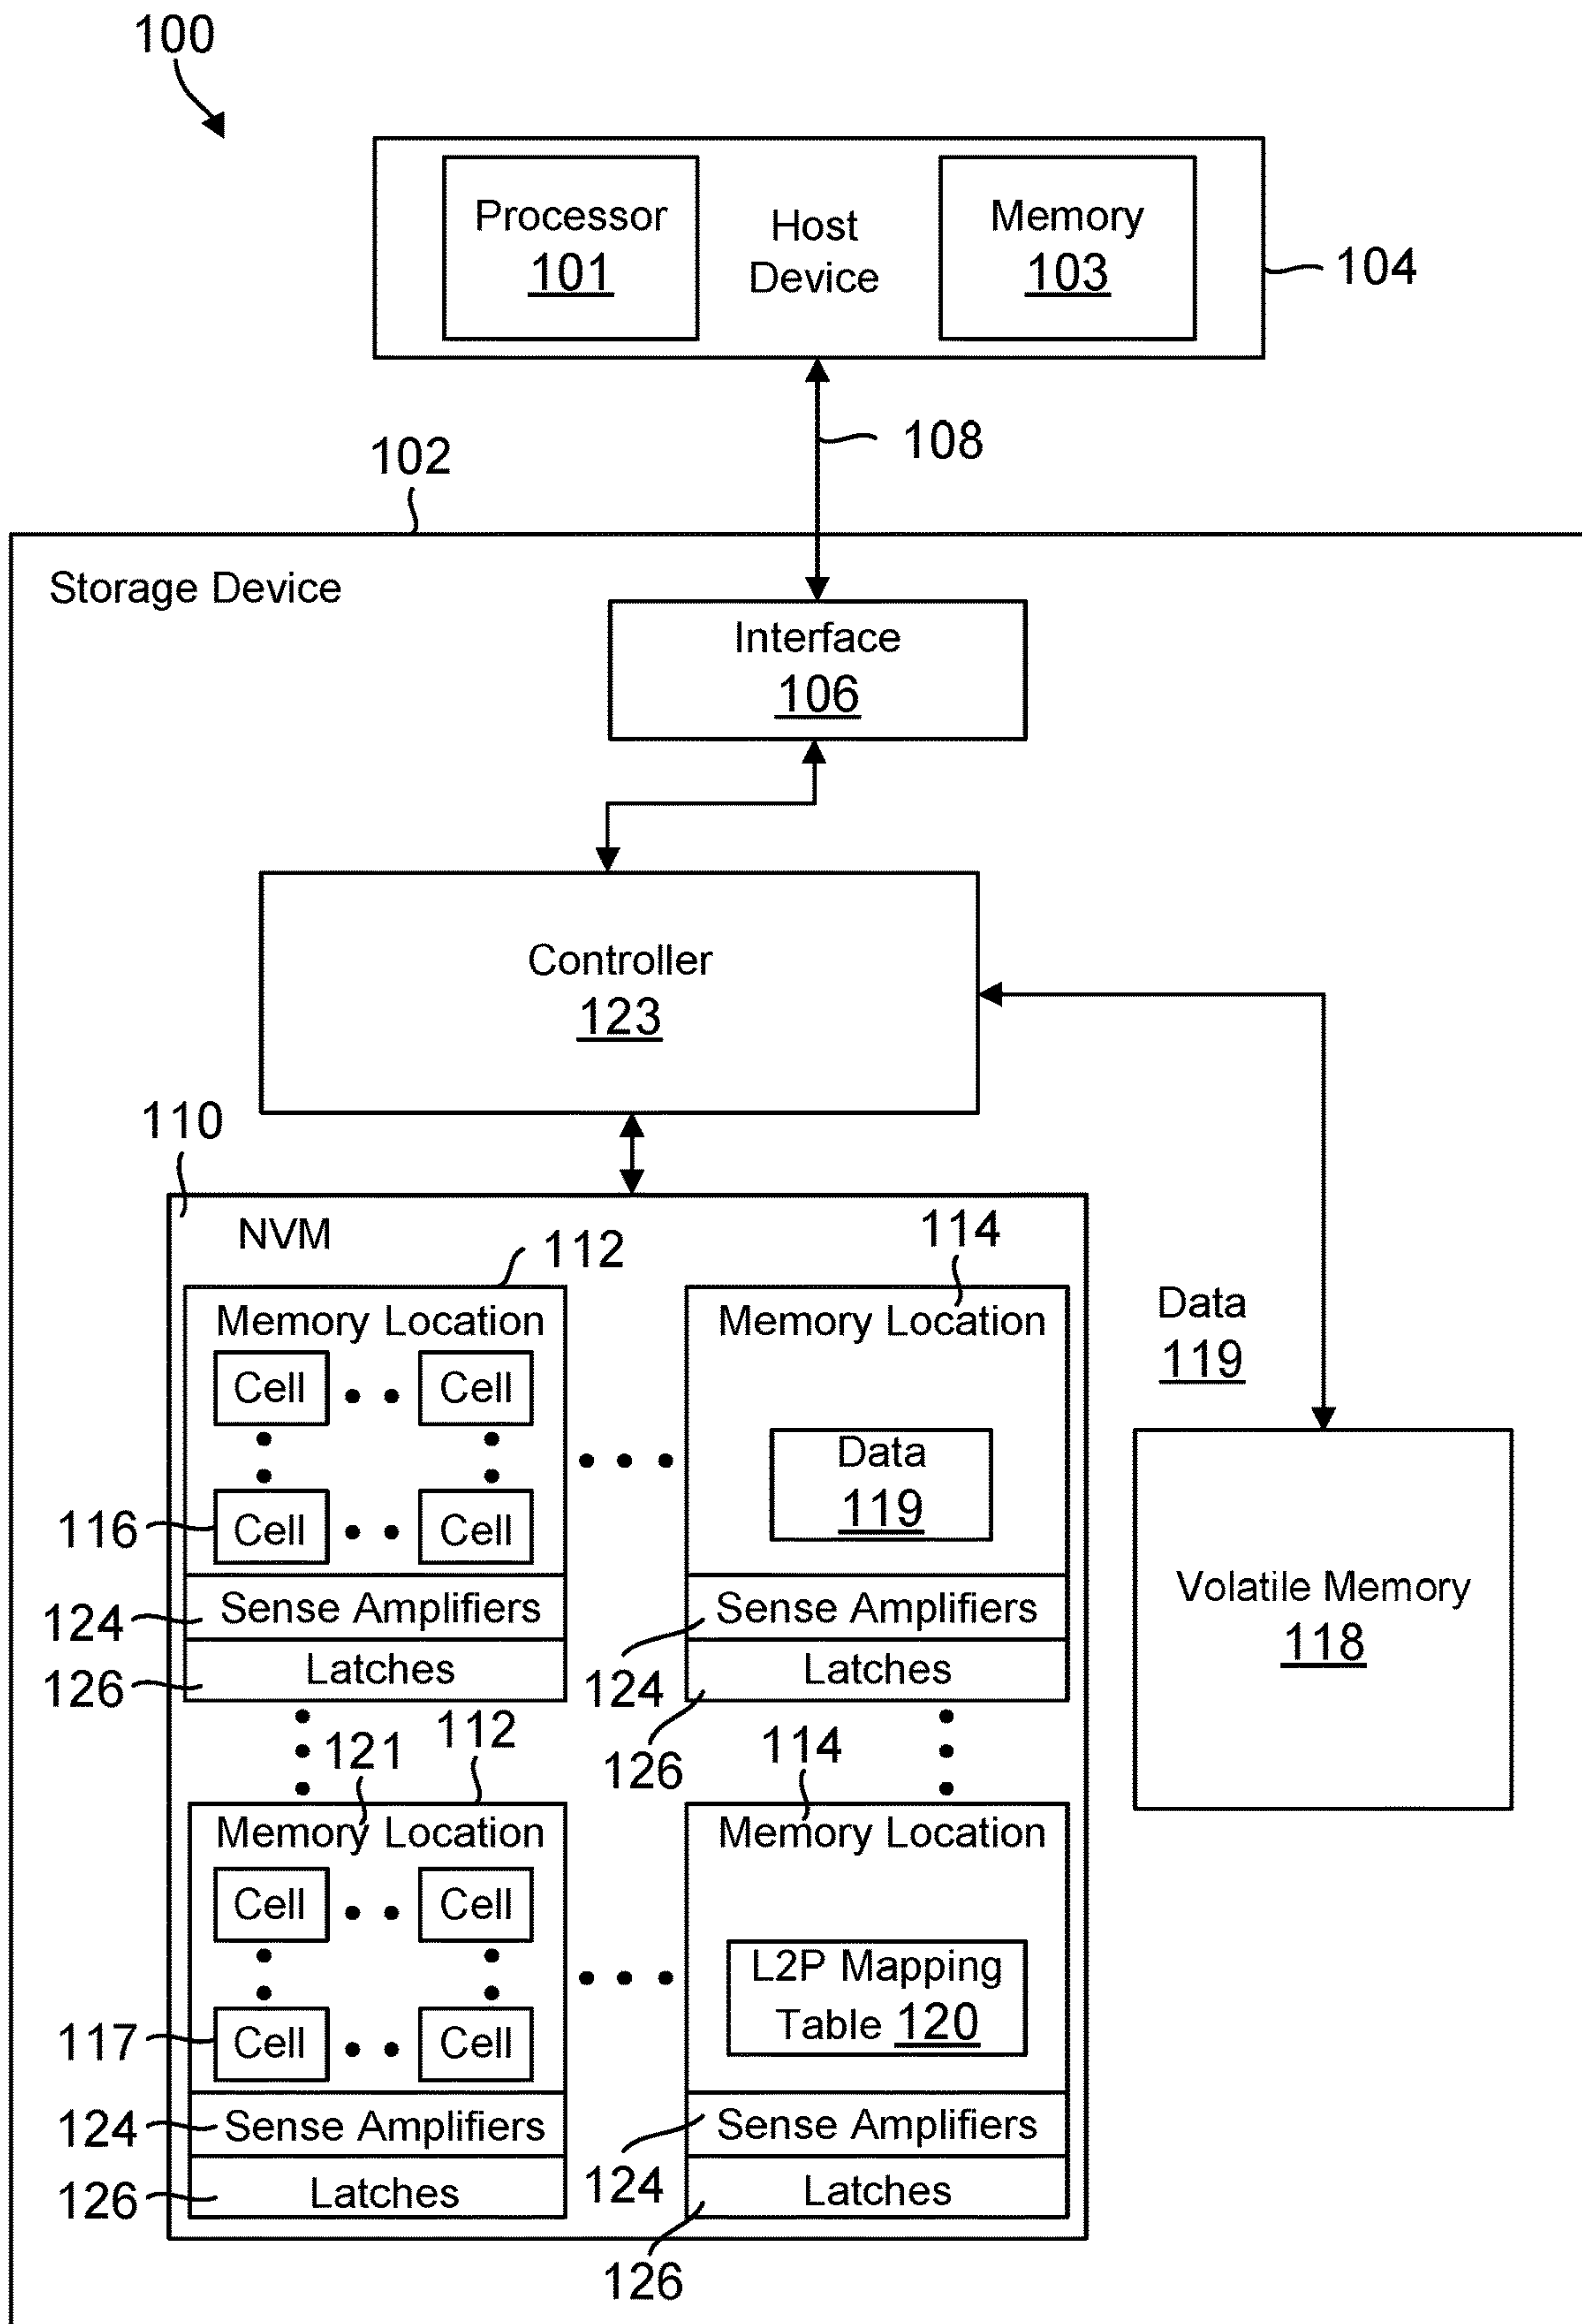 100
Processor
101
Host
Device
Memory
103
104
108
102
Storage Device
Interface
106
Controller
123
110
NVM
112
114
Memory Location
Cell
Cell
116
Cell
Cell
124
Sense Amplifiers
126
Latches
Memory Location
Data
119
124
Sense Amplifiers
126
Latches
Data
119
Volatile Memory
118
121
112
Memory Location
Cell
Cell
117
Cell
Cell
124
Sense Amplifiers
126
Latches
114
Memory Location
L2P Mapping
Table 120
124
Sense Amplifiers
126
Latches